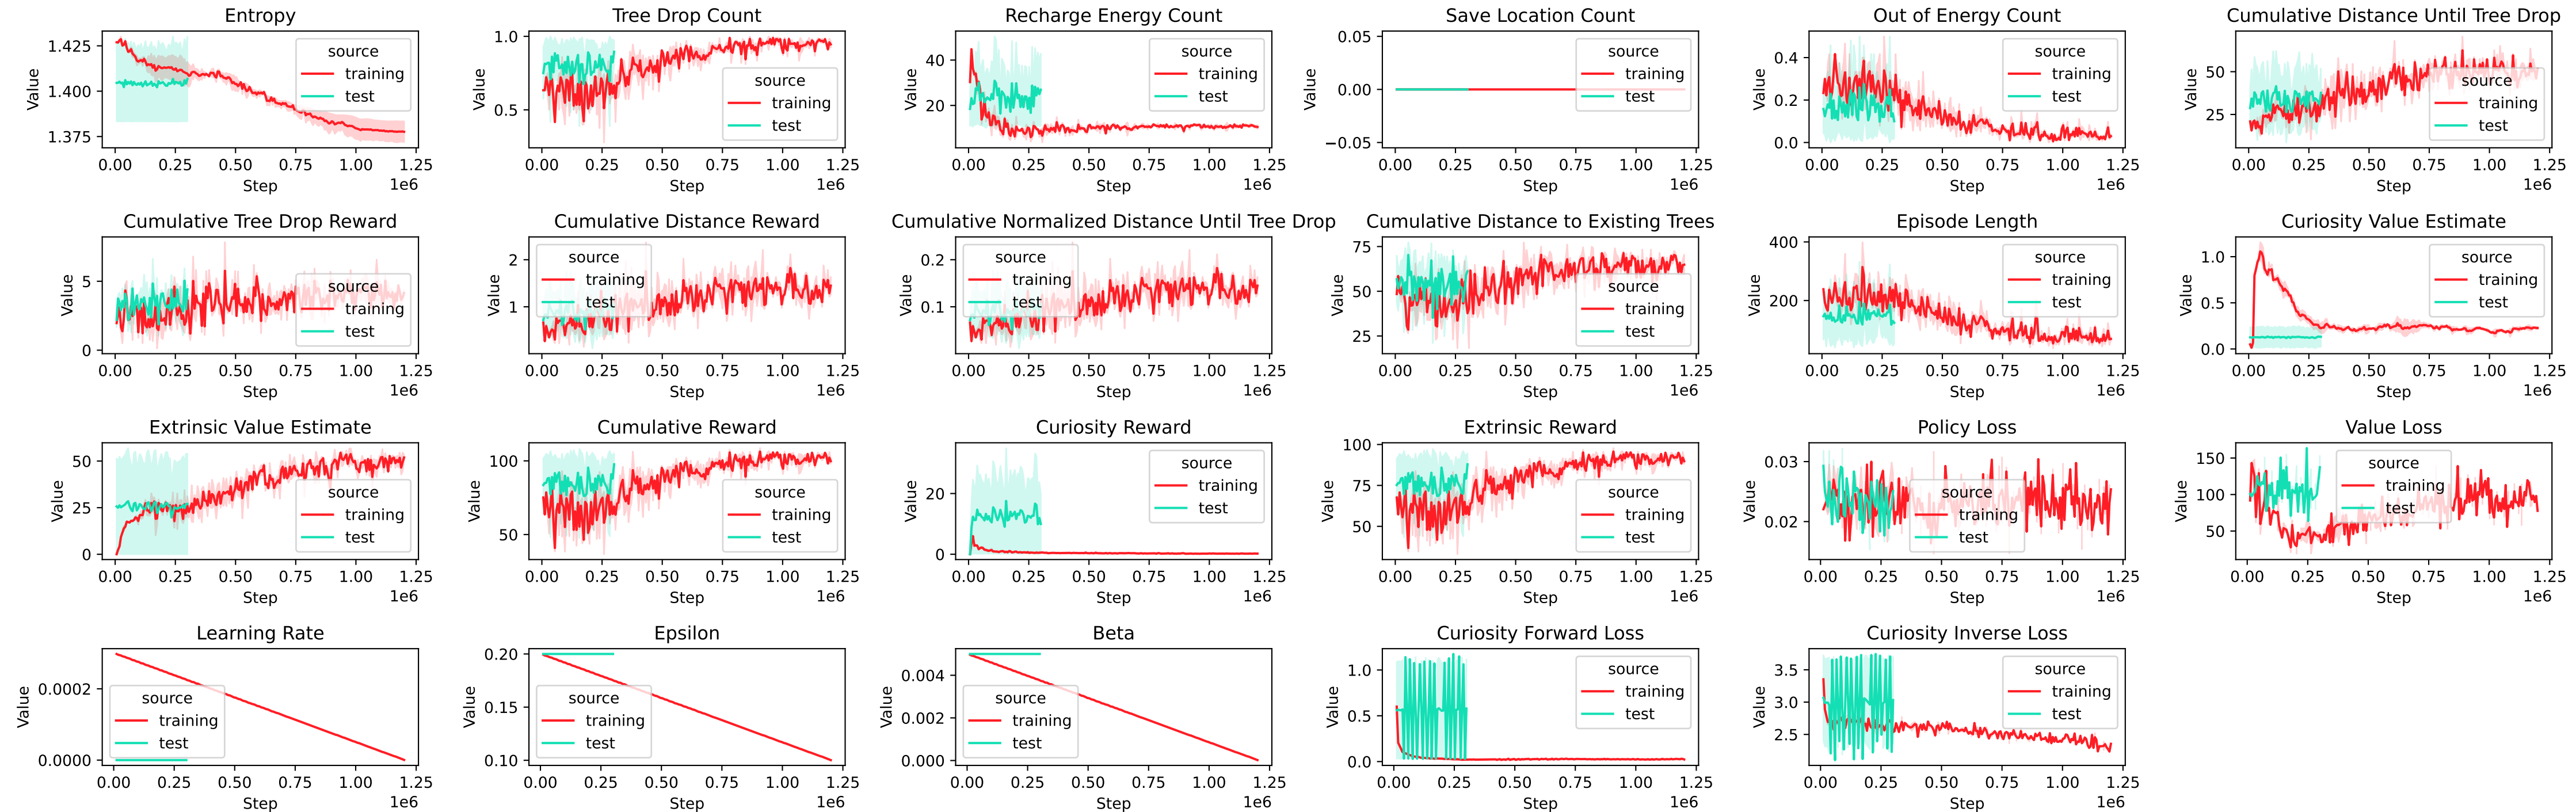 Entropy
Value
1.425
1.400
1.375
source
training
test
0.00 0.25 0.50 0.75 1.00 1.25
Step
1e6
Tree Drop Count
Value
1.0
0.5
source
training
test
0.00 0.25 0.50 0.75 1.00 1.25
Step
1e6
Recharge Energy Count
Value
40
20
source
training
test
0.00 0.25 0.50 0.75 1.00 1.25
Step
1e6
Save Location Count
Value
0.05
0.00
−0.05
source
training
test
0.00 0.25 0.50 0.75 1.00 1.25
Step
1e6
Out of Energy Count
Value
0.4
0.2
0.0
source
training
test
0.00 0.25 0.50 0.75 1.00 1.25
Step
1e6
Cumulative Distance Until Tree Drop
Value
50
25
source
training
test
0.00 0.25 0.50 0.75 1.00 1.25
Step
1e6
Cumulative Tree Drop Reward
Value
5
0
source
training
test
0.00 0.25 0.50 0.75 1.00 1.25
Step
1e6
Cumulative Distance Reward
Value
2
1
source
training
test
0.00 0.25 0.50 0.75 1.00 1.25
Step
1e6
Cumulative Normalized Distance Until Tree Drop
Value
0.2
0.1
source
training
test
0.00 0.25 0.50 0.75 1.00 1.25
Step
1e6
Cumulative Distance to Existing Trees
Value
75
50
25
source
training
test
0.00 0.25 0.50 0.75 1.00 1.25
Step
1e6
Episode Length
Value
400
200
source
training
test
0.00 0.25 0.50 0.75 1.00 1.25
Step
1e6
Curiosity Value Estimate
Value
1.0
0.5
0.0
source
training
test
0.00 0.25 0.50 0.75 1.00 1.25
Step
1e6
Extrinsic Value Estimate
Value
50
25
0
source
training
test
0.00 0.25 0.50 0.75 1.00 1.25
Step
1e6
Cumulative Reward
Value
100
50
source
training
test
0.00 0.25 0.50 0.75 1.00 1.25
Step
1e6
Curiosity Reward
Value
20
0
source
training
test
0.00 0.25 0.50 0.75 1.00 1.25
Step
1e6
Extrinsic Reward
Value
100
75
50
source
training
test
0.00 0.25 0.50 0.75 1.00 1.25
Step
1e6
Policy Loss
Value
0.03
0.02
source
training
test
0.00 0.25 0.50 0.75 1.00 1.25
Step
1e6
Value Loss
Value
150
100
50
source
training
test
0.00 0.25 0.50 0.75 1.00 1.25
Step
1e6
Learning Rate
Value
0.0002
0.0000
source
training
test
0.00 0.25 0.50 0.75 1.00 1.25
Step
1e6
Epsilon
Value
0.20
0.15
0.10
source
training
test
0.00 0.25 0.50 0.75 1.00 1.25
Step
1e6
Beta
Value
0.004
0.002
0.000
source
training
test
0.00 0.25 0.50 0.75 1.00 1.25
Step
1e6
Curiosity Forward Loss
Value
1.0
0.5
0.0
source
training
test
0.00 0.25 0.50 0.75 1.00 1.25
Step
1e6
Curiosity Inverse Loss
Value
3.5
3.0
2.5
source
training
test
0.00 0.25 0.50 0.75 1.00 1.25
Step
1e6